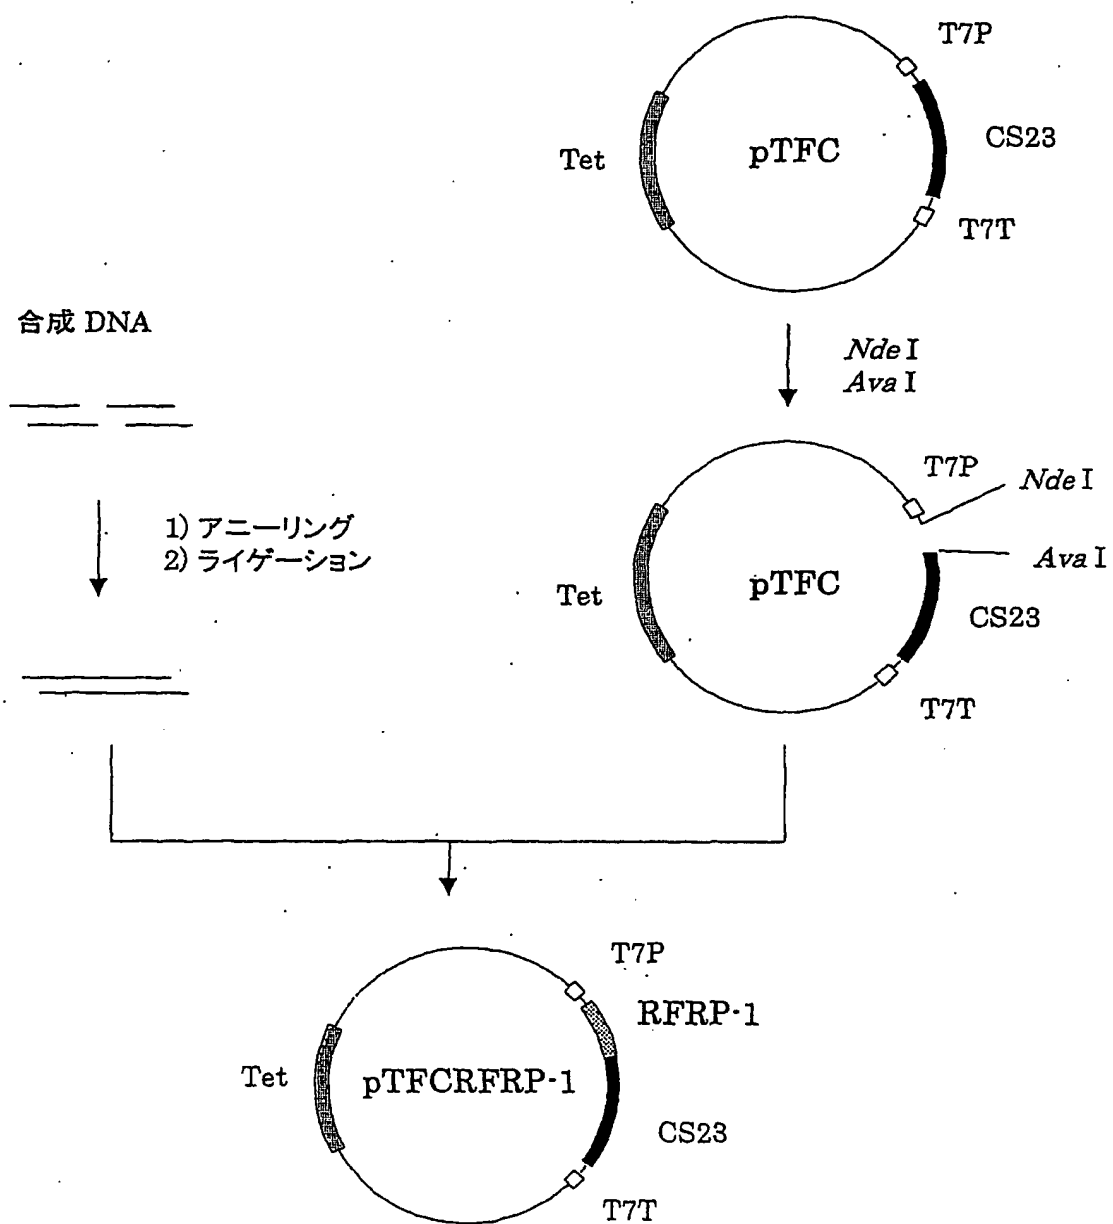 T7P
CS23
Tet
pTFC
T7T
合成 DNA
Nde I
Ava I
T7P
Nde I
1) アニーリング
2) ライゲーション
Ava I
Tet
pTFC
CS23
T7T
T7P
RFRP-1
Tet
pTFCRFRP-1
CS23
T7T